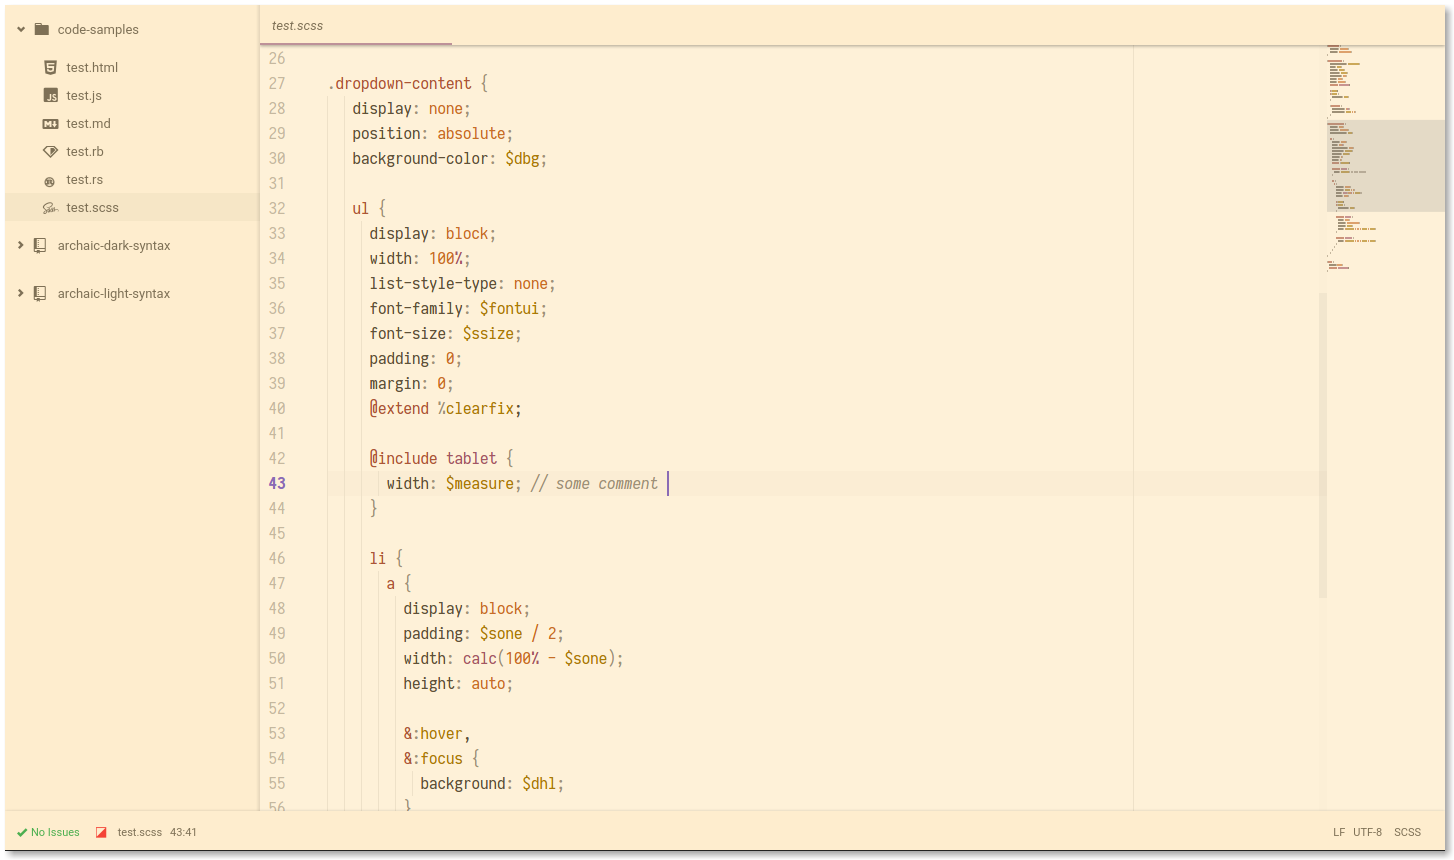 code-samples
test.html
test.js
test.md
test.rb
test.rs
test.scss
archaic-dark-syntax
archaic-light-syntax
test.scss
26
27 .dropdown-content {
28 display: none;
29 position: absolute;
30 background-color: $dbg;
31
32 ul {
33 display: block;
34 width: 100%;
35 list-style-type: none;
36 font-family: $fontui;
37 font-size: $ssize;
38 padding: 0;
39 margin: 0;
40 @extend %clearfix;
41
42 @include tablet {
43 width: $measure; // some comment
44 }
45
46 li {
47 a {
48 display: block;
49 padding: $sone / 2;
50 width: calc(100% - $sone);
51 height: auto;
52
53 &:hover,
54 &:focus {
55 background: $dhl;
56 }
No Issues test.scss 43:41 LF UTF-8 SCSS